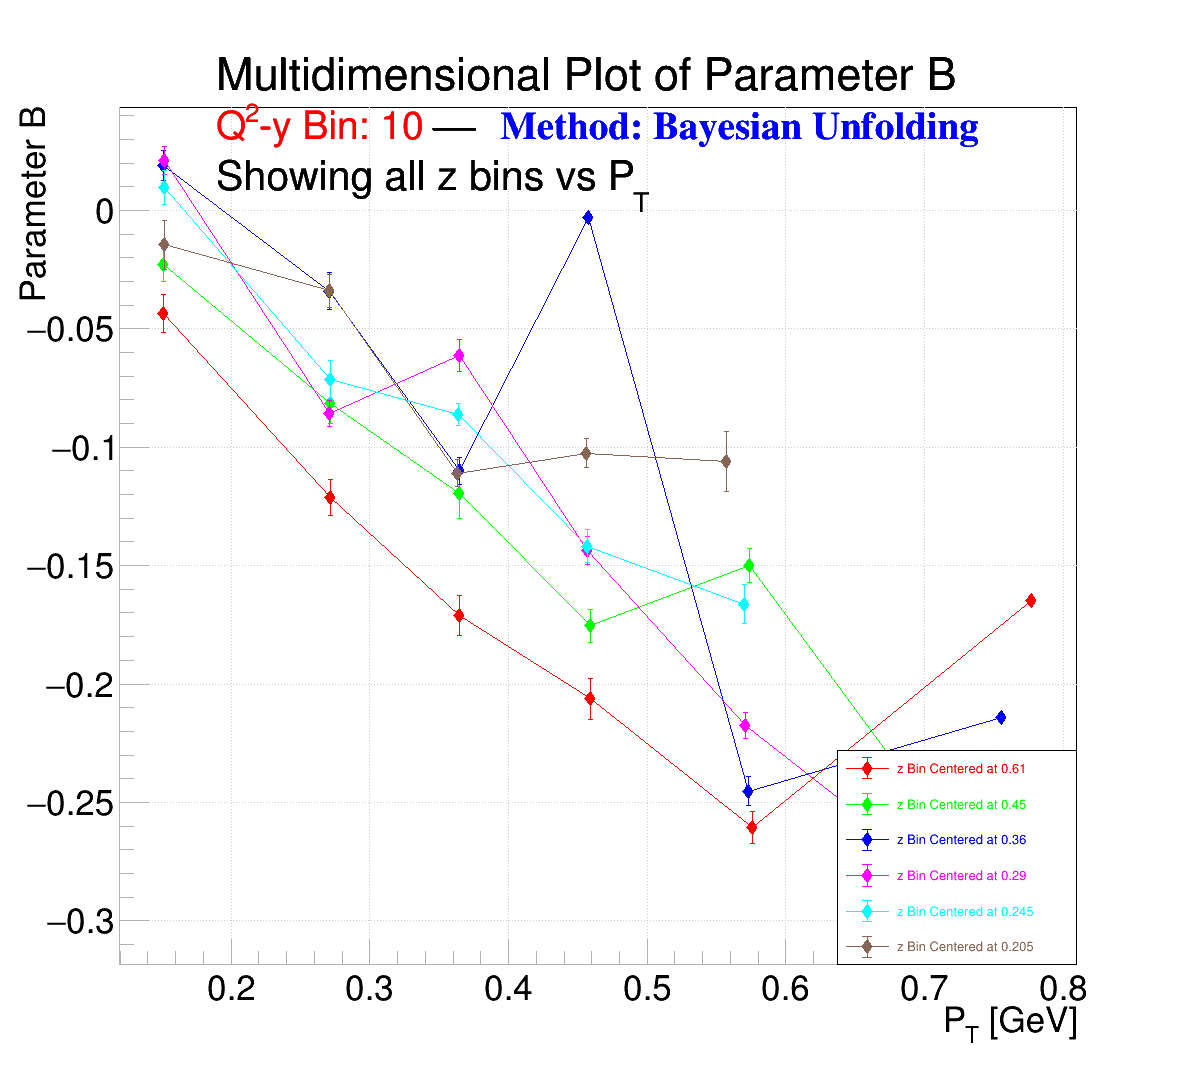 Multidimensional Plot of Parameter B
Q²-y Bin: 10 — Method: Bayesian Unfolding
Showing all z bins vs P_T
Parameter B
0
−0.05
−0.1
−0.15
−0.2
−0.25
−0.3
z Bin Centered at 0.61
z Bin Centered at 0.45
z Bin Centered at 0.36
z Bin Centered at 0.29
z Bin Centered at 0.245
z Bin Centered at 0.205
0.2 0.3 0.4 0.5 0.6 0.7 0.8
P_T [GeV]